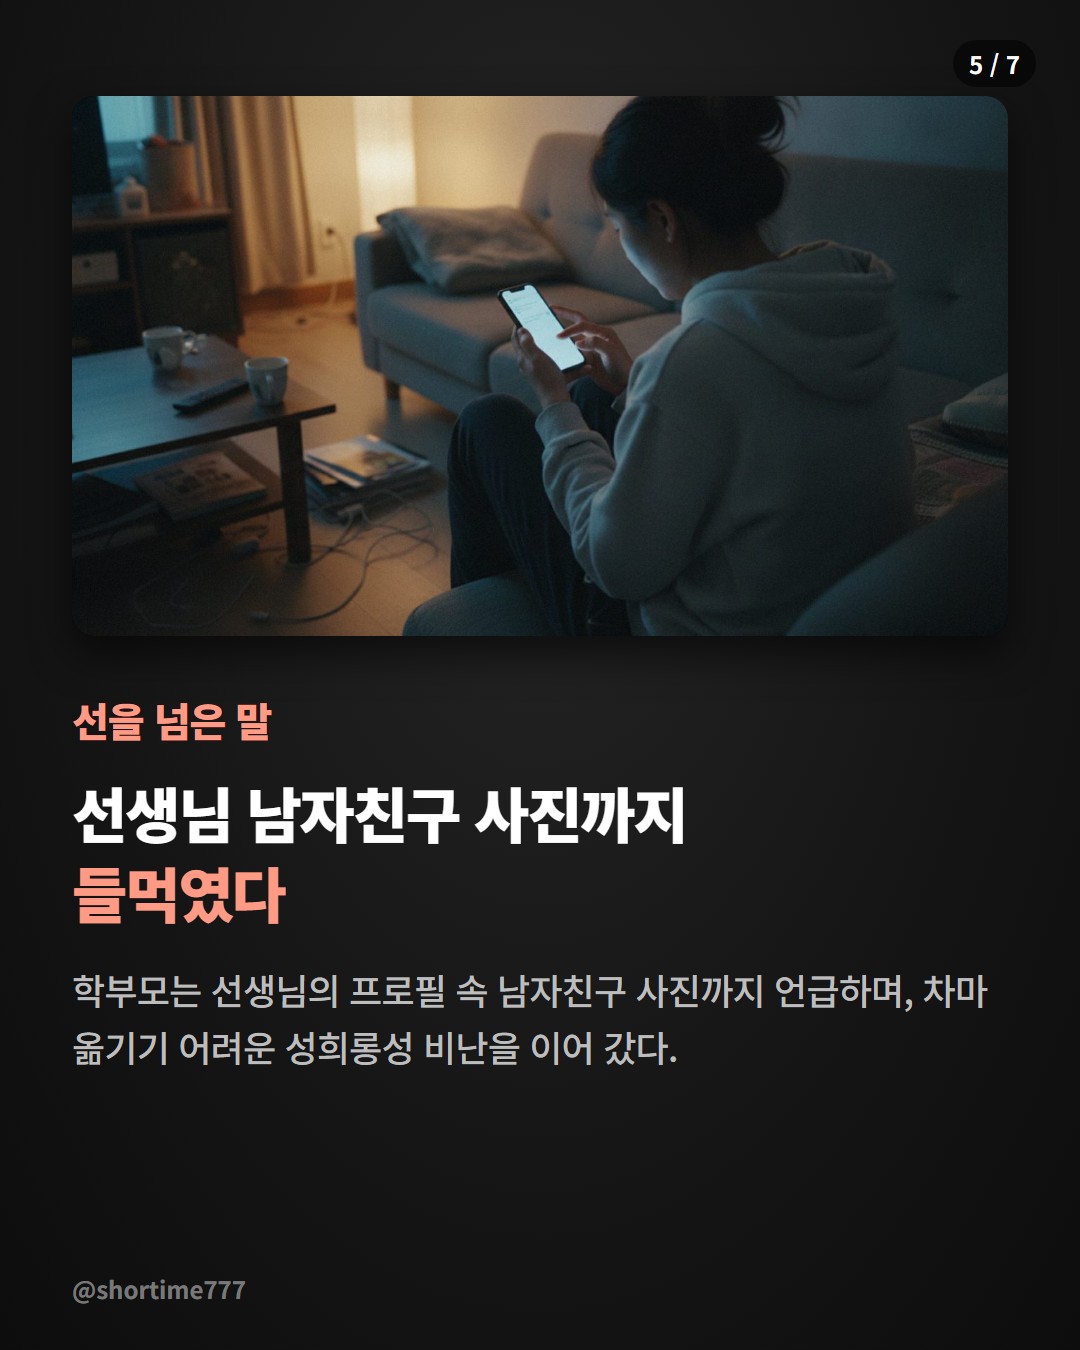 5 / 7
선을 넘은 말
선생님 남자친구 사진까지
들먹였다
학부모는 선생님의 프로필 속 남자친구 사진까지 언급하며, 차마
옮기기 어려운 성희롱성 비난을 이어 갔다.
@shortime777